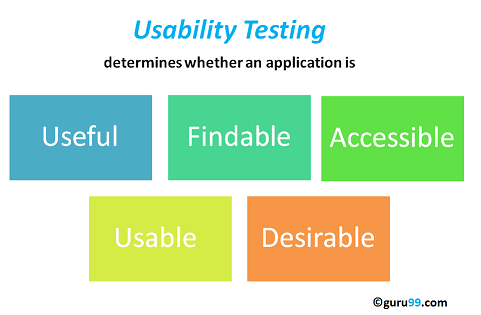 Usability Testing
determines whether an application is
Useful
Findable
Accessible
Usable
Desirable
©guru99.com